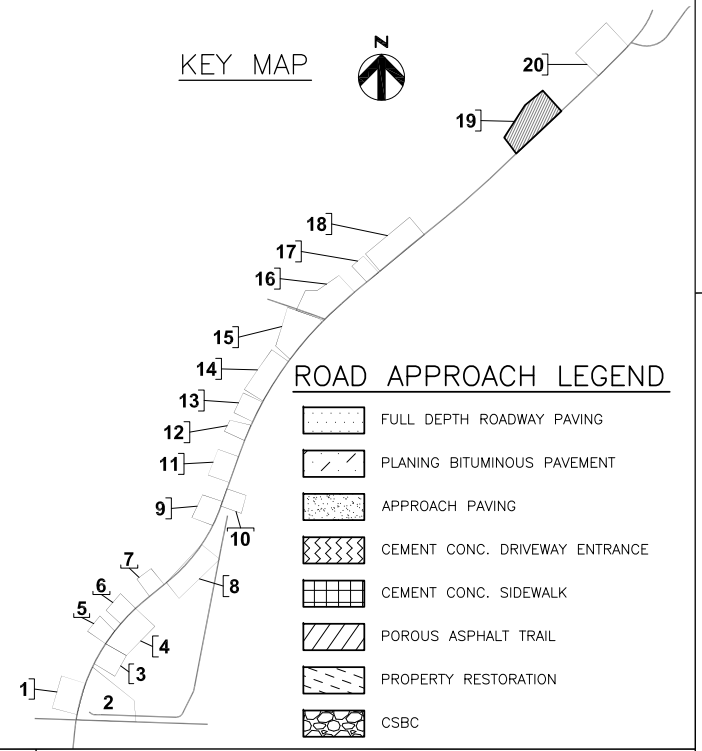 KEY MAP
N
20
19
18
17
16
15
14
13
12
11
9
10
7
8
6
5
4
3
1
2
ROAD APPROACH LEGEND
FULL DEPTH ROADWAY PAVING
PLANING BITUMINOUS PAVEMENT
APPROACH PAVING
CEMENT CONC. DRIVEWAY ENTRANCE
CEMENT CONC. SIDEWALK
POROUS ASPHALT TRAIL
PROPERTY RESTORATION
CSBC